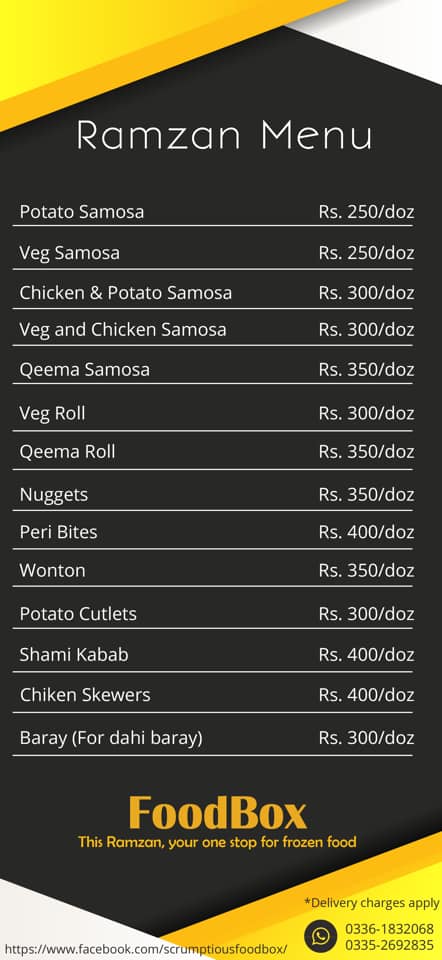 Ramzan Menu
Potato Samosa Rs. 250/doz
Veg Samosa Rs. 250/doz
Chicken & Potato Samosa Rs. 300/doz
Veg and Chicken Samosa Rs. 300/doz
Qeema Samosa Rs. 350/doz
Veg Roll Rs. 300/doz
Qeema Roll Rs. 350/doz
Nuggets Rs. 350/doz
Peri Bites Rs. 400/doz
Wonton Rs. 350/doz
Potato Cutlets Rs. 300/doz
Shami Kabab Rs. 400/doz
Chiken Skewers Rs. 400/doz
Baray (For dahi baray) Rs. 300/doz
FoodBox
This Ramzan, your one stop for frozen food
*Delivery charges apply
0336-1832068
0335-2692835
https://www.facebook.com/scrumptiousfoodbox/